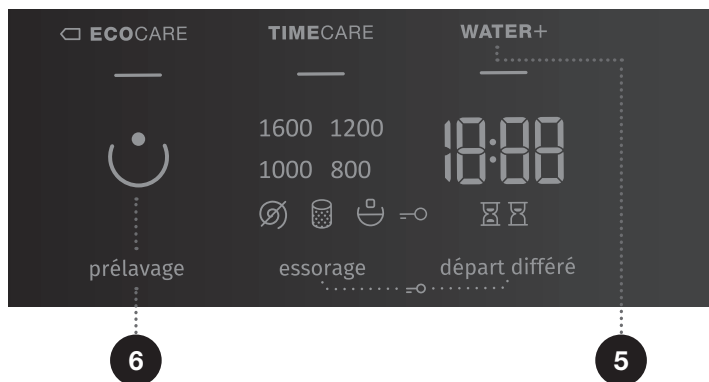 ECOCARE TIMECARE WATER+
1600 1200 18:88
1000 800
prélavage essorage départ différé
6 5